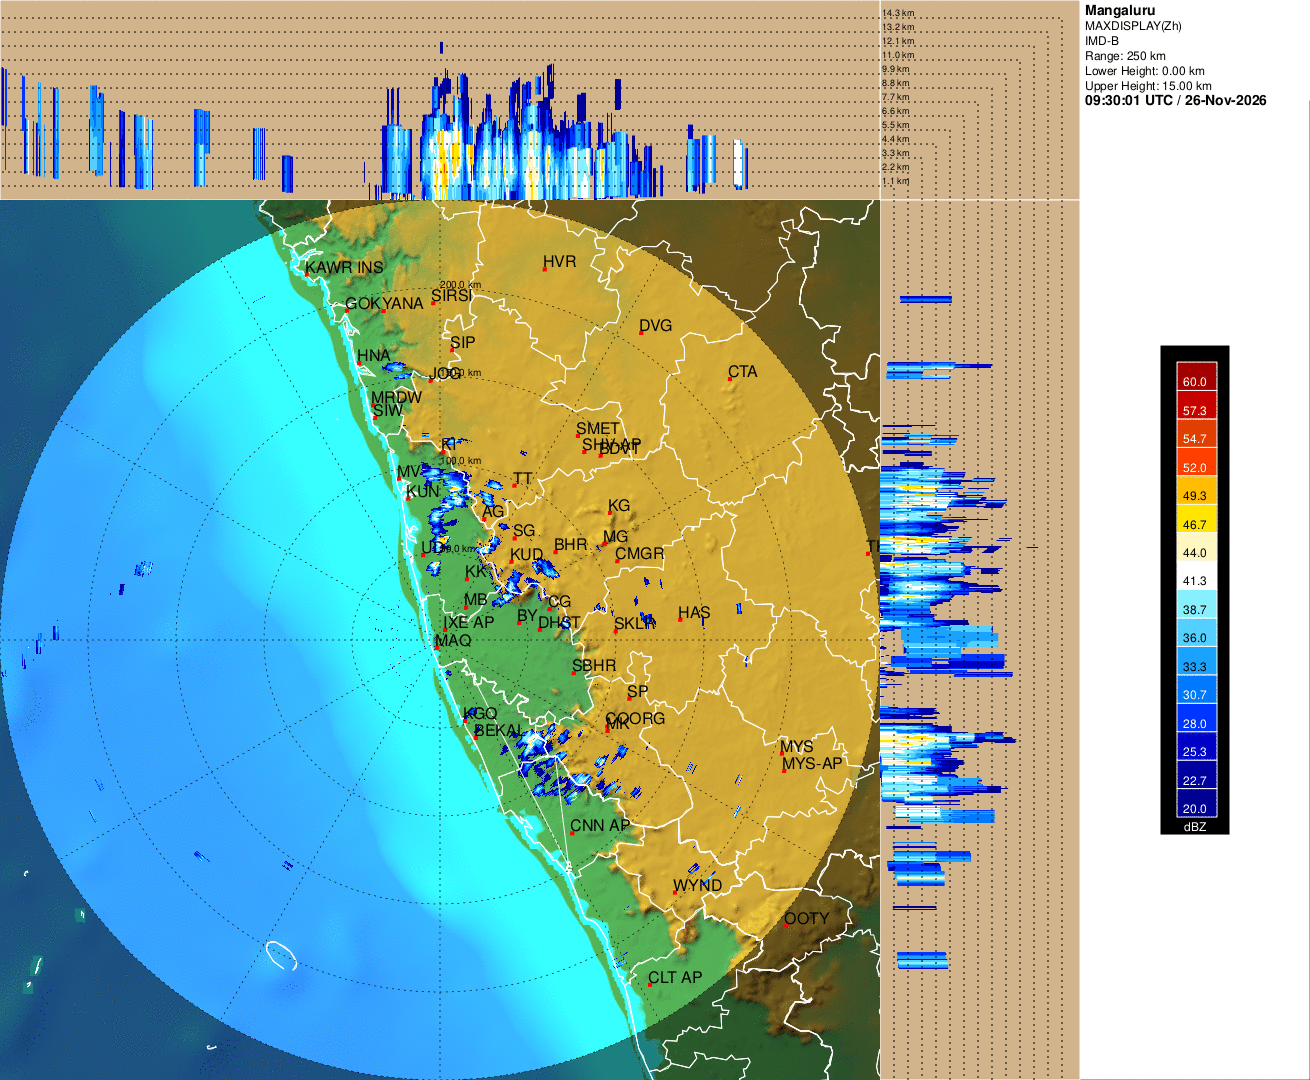 14.3 km
13.2 km
12.1 km
11.0 km
9.9 km
8.8 km
7.7 km
6.6 km
5.5 km
4.4 km
3.3 km
2.2 km
1.1 km
Mangaluru
MAXDISPLAY(Zh)
IMD-B
Range: 250 km
Lower Height: 0.00 km
Upper Height: 15.00 km
09:30:01 UTC / 26-Nov-2026
KAWR INS
HVR
200.0 km
SIRSI
GOKYANA
DVG
SIP
HNA
JOG
CTA
MRDW
SIW
SMET
SHV AP
BDVT
100.0 km
MV
TT
KUN
KG
AG
SG
MG
BHR
KUD
CMGR
KK
MB
CG
BY
HAS
IXE AP
DHST
MAQ
SBHR
SP
KGQ
COORG
MK
BEKAL
MYS
MYS-AP
CNN AP
WYND
OOTY
CLT AP
60.0
57.3
54.7
52.0
49.3
46.7
44.0
41.3
38.7
36.0
33.3
30.7
28.0
25.3
22.7
20.0
dBZ